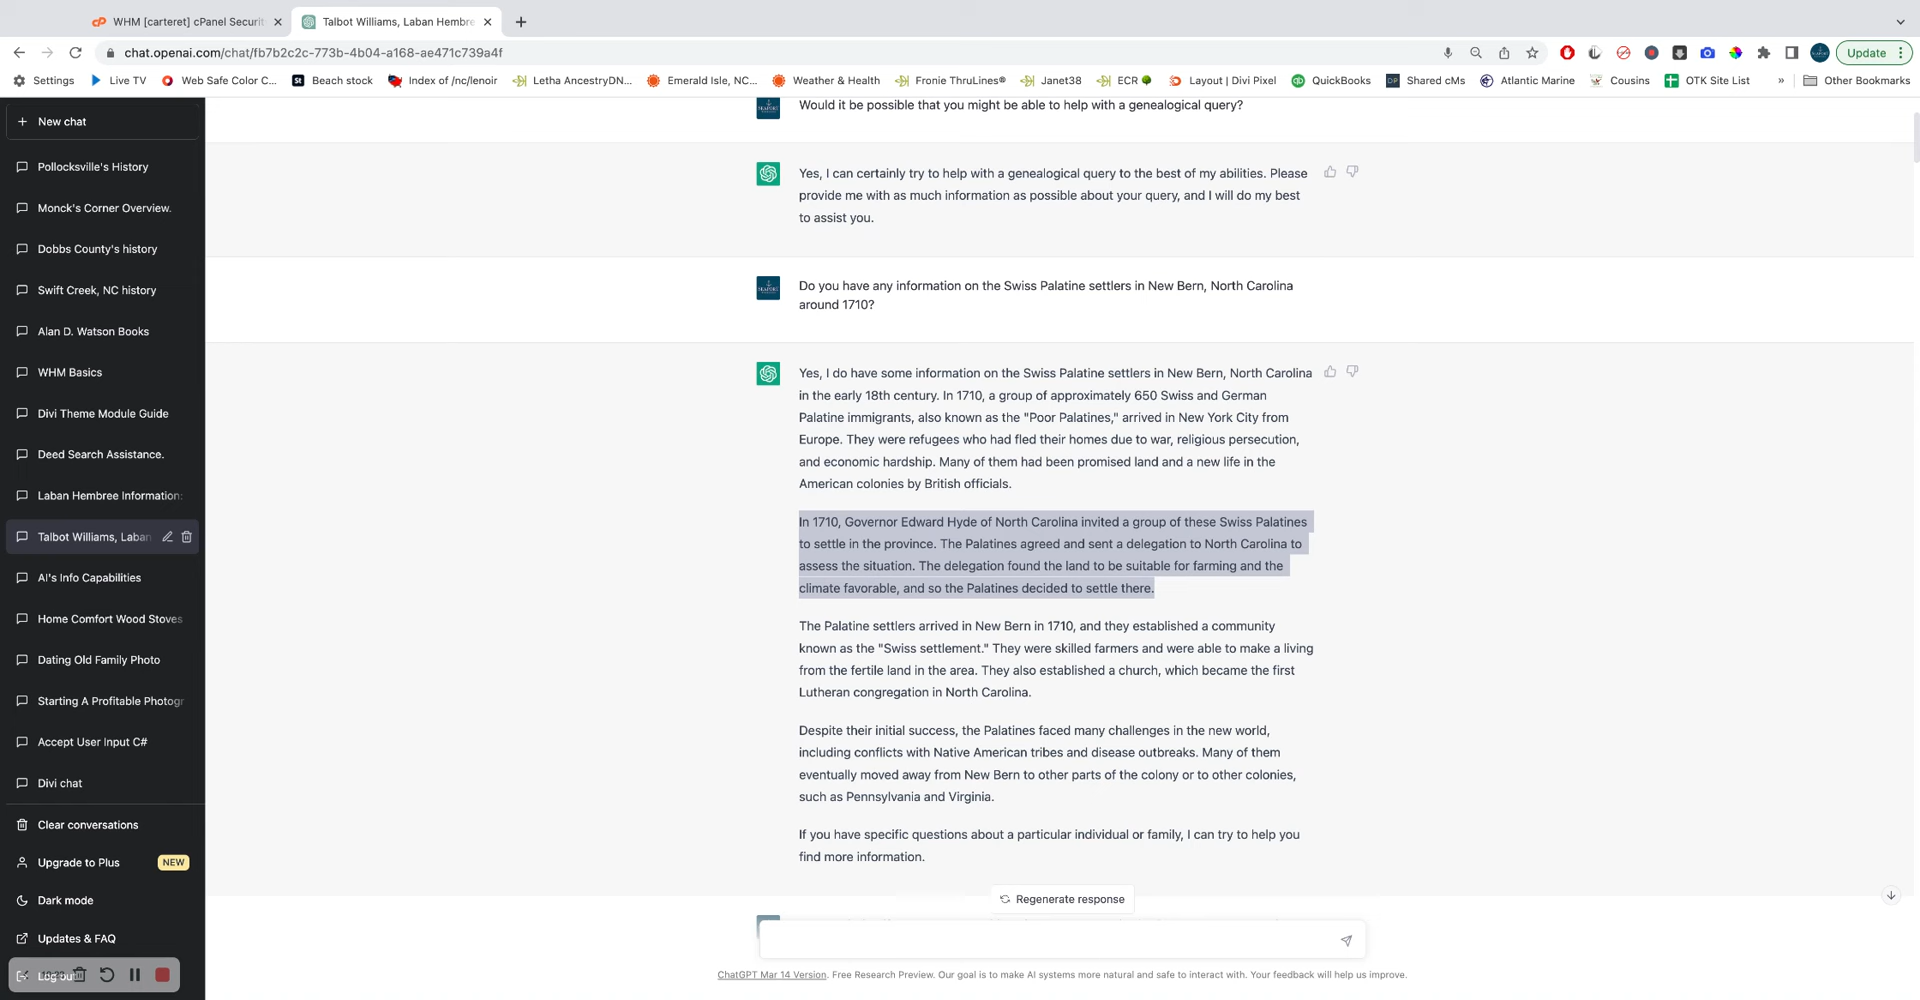 WHM [carteret] cPanel Securit
Talbot Williams, Laban Hembre
chat.openai.com/chat/fb7b2c2c-773b-4b04-a168-ae471c739a4f
Update
Settings
Live TV
Web Safe Color C...
Beach stock
Index of /nc/lenoir
Letha AncestryDN...
Emerald Isle, NC...
Weather & Health
Fronie ThruLines®
Janet38
ECR
Layout | Divi Pixel
QuickBooks
Shared cMs
Atlantic Marine
Cousins
OTK Site List
»
Other Bookmarks
New chat
Pollocksville's History
Monck's Corner Overview.
Dobbs County's history
Swift Creek, NC history
Alan D. Watson Books
WHM Basics
Divi Theme Module Guide
Deed Search Assistance.
Laban Hembree Information:
Talbot Williams, Laban
AI's Info Capabilities
Home Comfort Wood Stoves
Dating Old Family Photo
Starting A Profitable Photogr
Accept User Input C#
Divi chat
Clear conversations
Upgrade to Plus
NEW
Dark mode
Updates & FAQ
Log out
Would it be possible that you might be able to help with a genealogical query?
Yes, I can certainly try to help with a genealogical query to the best of my abilities. Please
provide me with as much information as possible about your query, and I will do my best
to assist you.
Do you have any information on the Swiss Palatine settlers in New Bern, North Carolina
around 1710?
Yes, I do have some information on the Swiss Palatine settlers in New Bern, North Carolina
in the early 18th century. In 1710, a group of approximately 650 Swiss and German
Palatine immigrants, also known as the "Poor Palatines," arrived in New York City from
Europe. They were refugees who had fled their homes due to war, religious persecution,
and economic hardship. Many of them had been promised land and a new life in the
American colonies by British officials.
In 1710, Governor Edward Hyde of North Carolina invited a group of these Swiss Palatines
to settle in the province. The Palatines agreed and sent a delegation to North Carolina to
assess the situation. The delegation found the land to be suitable for farming and the
climate favorable, and so the Palatines decided to settle there.
The Palatine settlers arrived in New Bern in 1710, and they established a community
known as the "Swiss settlement." They were skilled farmers and were able to make a living
from the fertile land in the area. They also established a church, which became the first
Lutheran congregation in North Carolina.
Despite their initial success, the Palatines faced many challenges in the new world,
including conflicts with Native American tribes and disease outbreaks. Many of them
eventually moved away from New Bern to other parts of the colony or to other colonies,
such as Pennsylvania and Virginia.
If you have specific questions about a particular individual or family, I can try to help you
find more information.
Regenerate response
ChatGPT Mar 14 Version. Free Research Preview. Our goal is to make AI systems more natural and safe to interact with. Your feedback will help us improve.